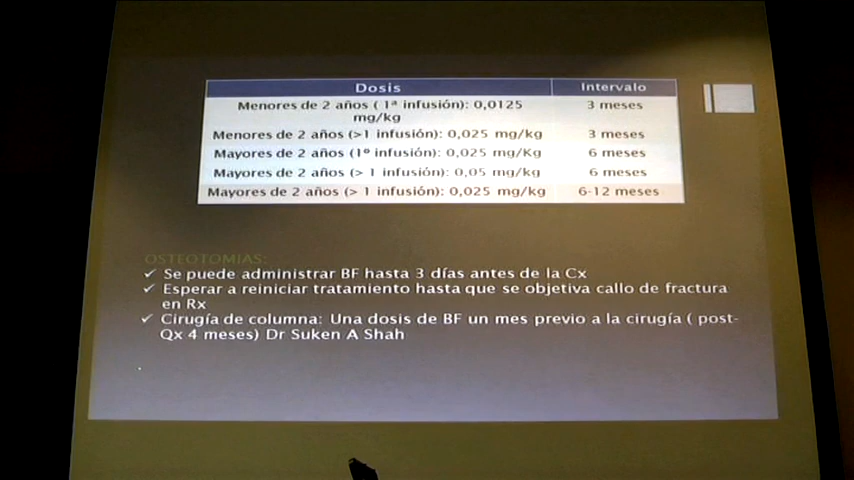 Dosis Intervalo
Menores de 2 años ( 1ª infusión): 0,0125 3 meses
mg/kg
Menores de 2 años (>1 infusión): 0,025 mg/kg 3 meses
Mayores de 2 años (1º infusión): 0,025 mg/Kg 6 meses
Mayores de 2 años (> 1 infusión): 0,05 mg/kg 6 meses
Mayores de 2 años (> 1 infusión): 0,025 mg/kg 6-12 meses
OSTEOTOMIAS:
✓ Se puede administrar BF hasta 3 días antes de la Cx
✓ Esperar a reiniciar tratamiento hasta que se objetiva callo de fractura
en Rx
✓ Cirugía de columna: Una dosis de BF un mes previo a la cirugía ( post-
Qx 4 meses) Dr Suken A Shah